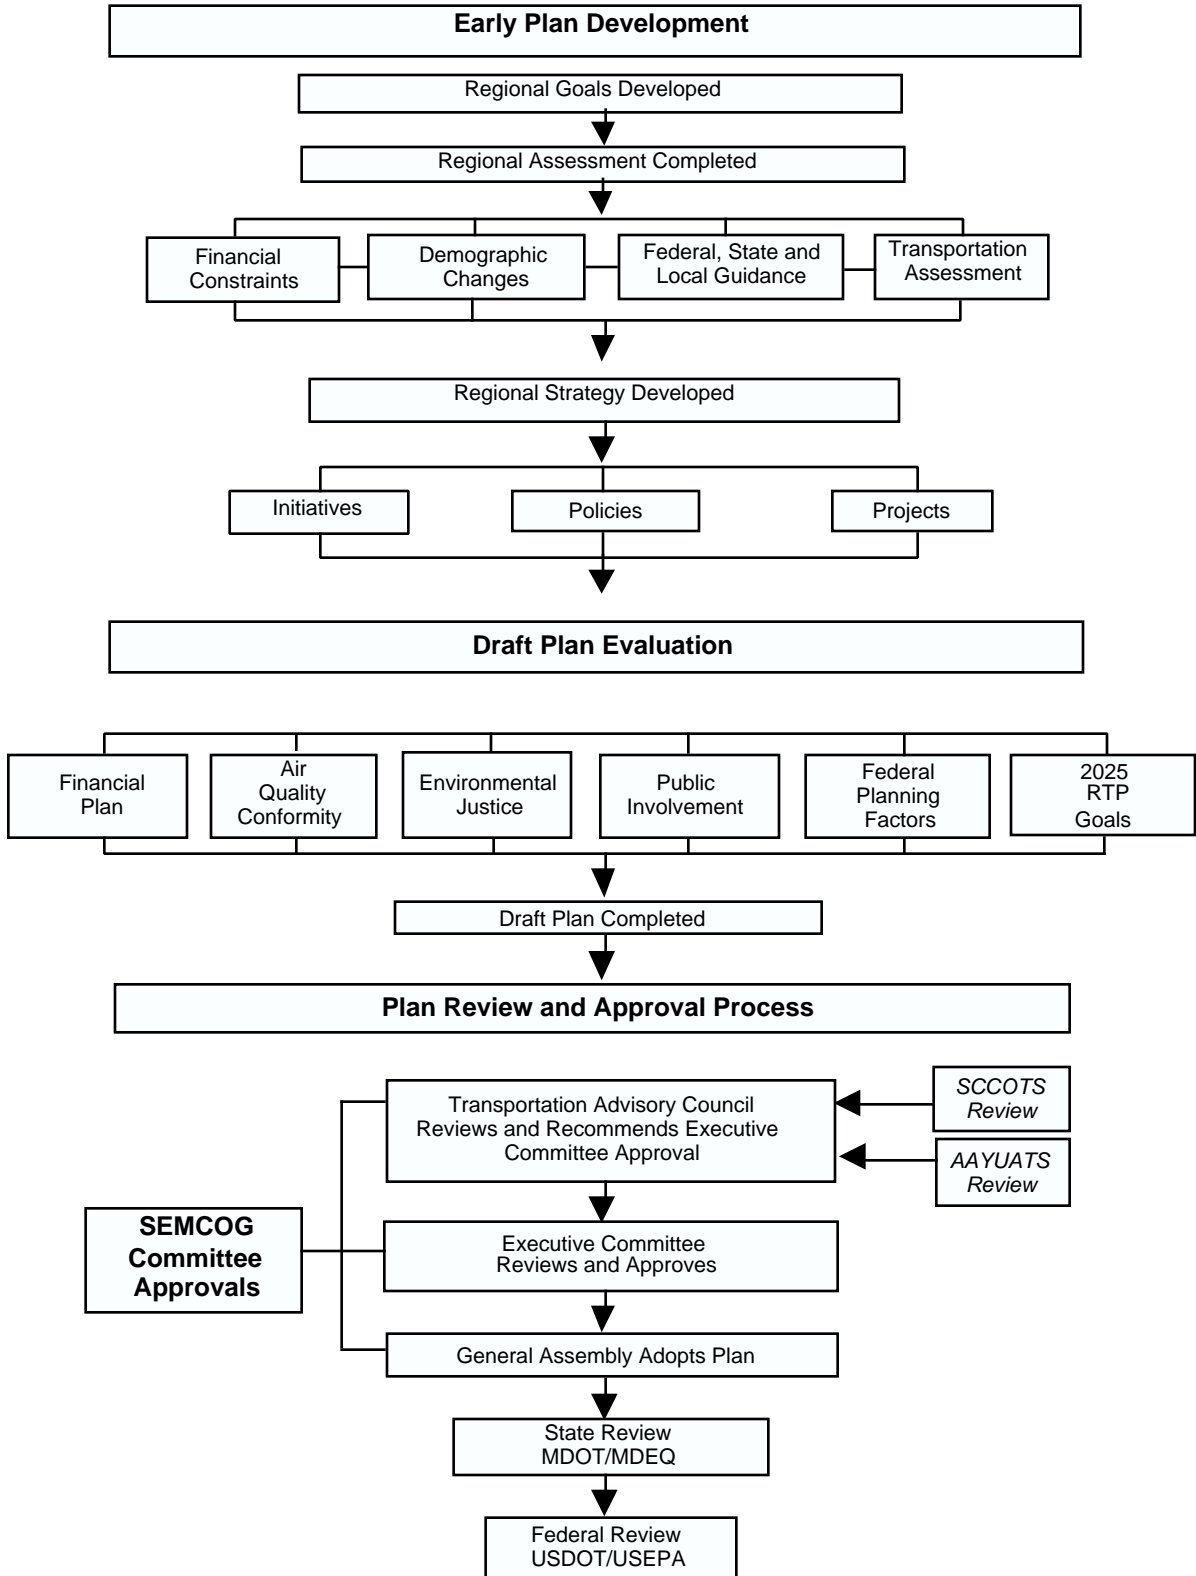 Early Plan Development
Regional Goals Developed
Regional Assessment Completed
Financial
Constraints
Demographic
Changes
Federal, State and
Local Guidance
Transportation
Assessment
Regional Strategy Developed
Initiatives
Policies
Projects
Draft Plan Evaluation
Financial
Plan
Air
Quality
Conformity
Environmental
Justice
Public
Involvement
Federal
Planning
Factors
2025
RTP
Goals
Draft Plan Completed
Plan Review and Approval Process
Transportation Advisory Council
Reviews and Recommends Executive
Committee Approval
SCCOTS
Review
AAYUATS
Review
SEMCOG
Committee
Approvals
Executive Committee
Reviews and Approves
General Assembly Adopts Plan
State Review
MDOT/MDEQ
Federal Review
USDOT/USEPA